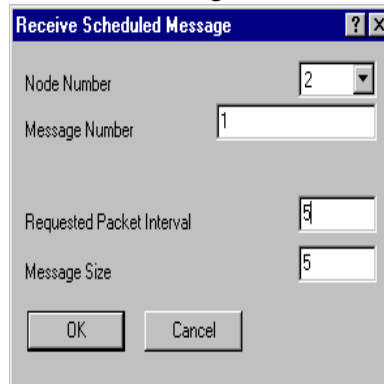 Receive Scheduled Message ? X
Node Number 2
Message Number 1
Requested Packet Interval 5
Message Size 5
OK Cancel